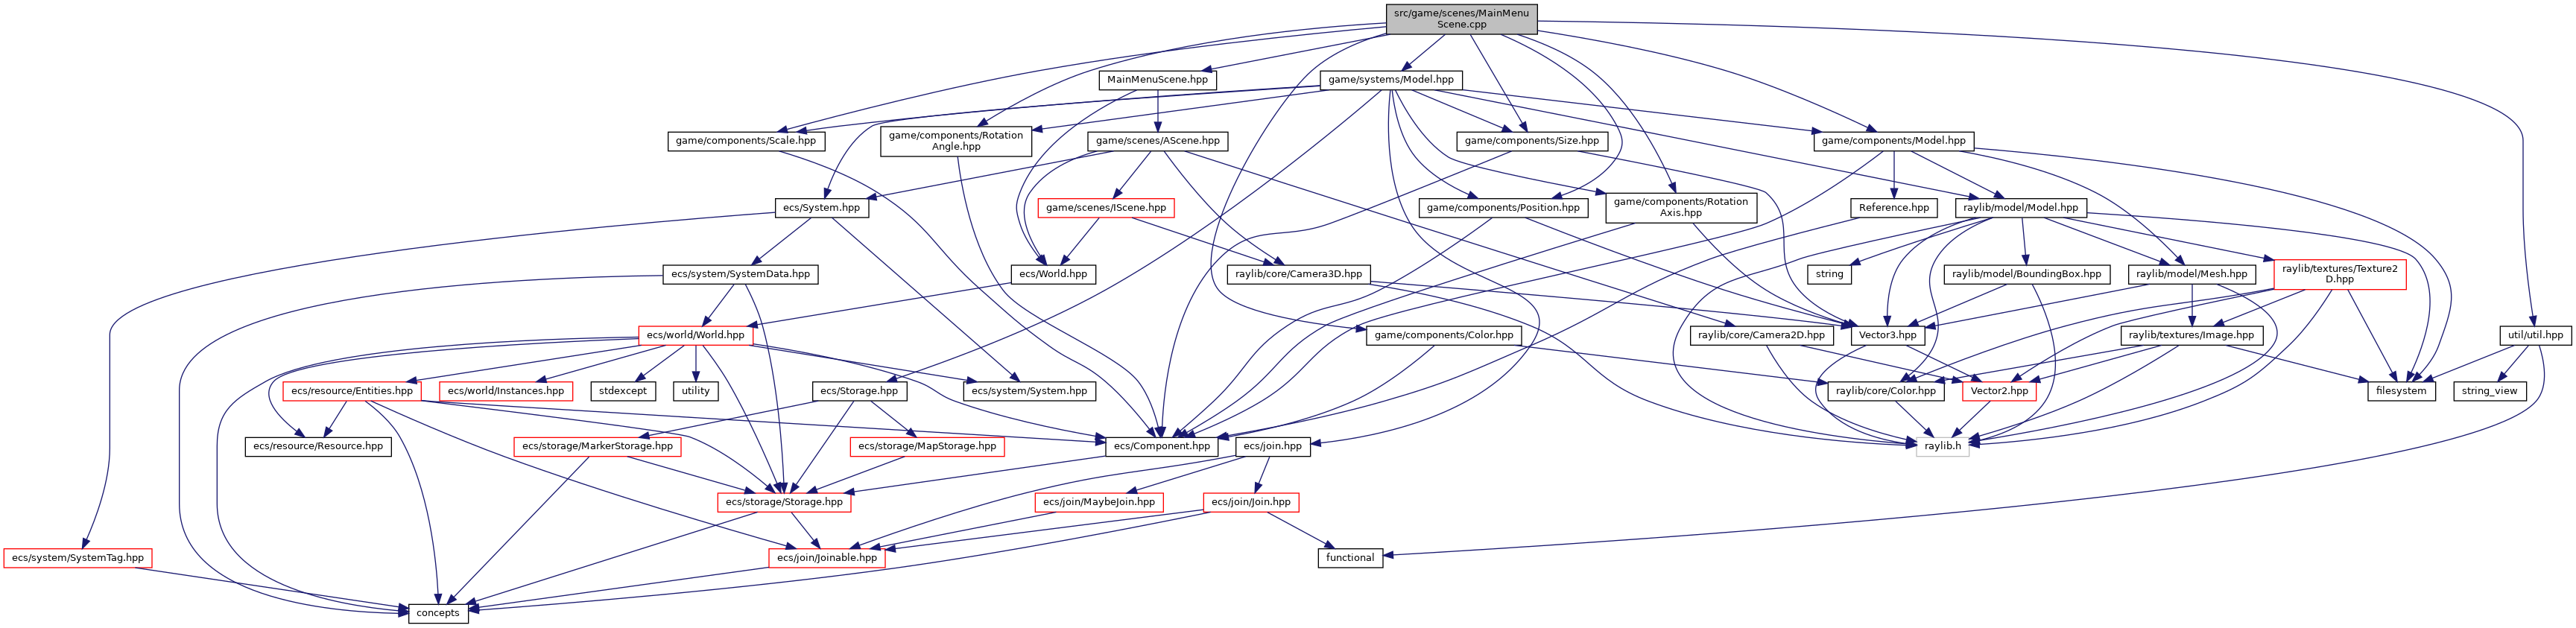 src/game/scenes/MainMenu
Scene.cpp
MainMenuScene.hpp
game/systems/Model.hpp
game/components/Scale.hpp
game/components/Rotation
Angle.hpp
game/scenes/AScene.hpp
game/components/Size.hpp
game/components/Model.hpp
ecs/System.hpp
game/scenes/IScene.hpp
game/components/Position.hpp
game/components/Rotation
Axis.hpp
Reference.hpp
raylib/model/Model.hpp
ecs/system/SystemData.hpp
ecs/World.hpp
raylib/core/Camera3D.hpp
string
raylib/model/BoundingBox.hpp
raylib/model/Mesh.hpp
raylib/textures/Texture2
D.hpp
ecs/world/World.hpp
game/components/Color.hpp
raylib/core/Camera2D.hpp
Vector3.hpp
raylib/textures/Image.hpp
util/util.hpp
ecs/resource/Entities.hpp
ecs/world/Instances.hpp
stdexcept
utility
ecs/Storage.hpp
ecs/system/System.hpp
raylib/core/Color.hpp
Vector2.hpp
filesystem
string_view
ecs/resource/Resource.hpp
ecs/storage/MarkerStorage.hpp
ecs/storage/MapStorage.hpp
ecs/Component.hpp
ecs/join.hpp
raylib.h
ecs/storage/Storage.hpp
ecs/join/MaybeJoin.hpp
ecs/join/Join.hpp
ecs/system/SystemTag.hpp
ecs/join/Joinable.hpp
functional
concepts